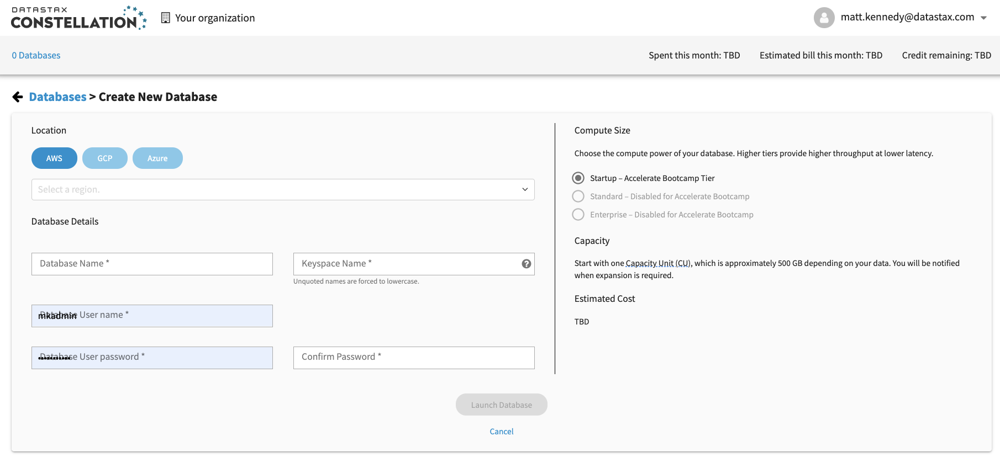 DATASTAX
CONSTELLATION
Your organization
matt.kennedy@datastax.com
0 Databases
Spent this month: TBD
Estimated bill this month: TBD
Credit remaining: TBD
Databases > Create New Database
Location
AWS
GCP
Azure
Select a region.
Database Details
Database Name *
Keyspace Name *
?
Unquoted names are forced to lowercase.
Database User name *
mkadmin
Database User password *
Confirm Password *
Compute Size
Choose the compute power of your database. Higher tiers provide higher throughput at lower latency.
Startup – Accelerate Bootcamp Tier
Standard – Disabled for Accelerate Bootcamp
Enterprise – Disabled for Accelerate Bootcamp
Capacity
Start with one Capacity Unit (CU), which is approximately 500 GB depending on your data. You will be notified
when expansion is required.
Estimated Cost
TBD
Launch Database
Cancel